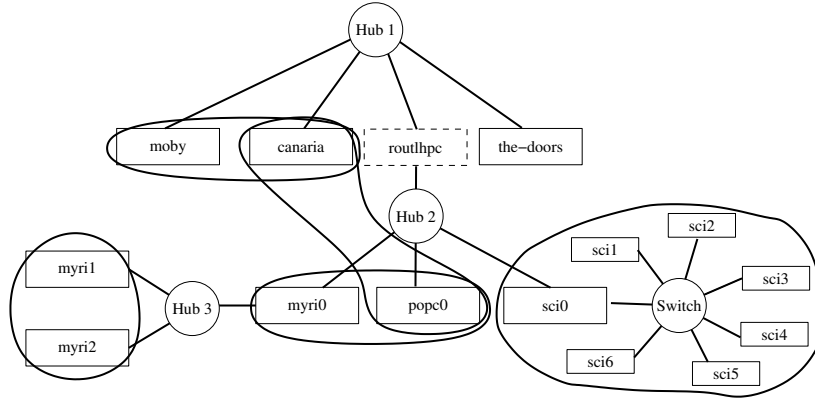 Hub 1
moby
canaria
routlhpc
the−doors
Hub 2
sci2
sci1
myri1
sci3
Hub 3
myri0
popc0
sci0
Switch
sci4
myri2
sci6
sci5